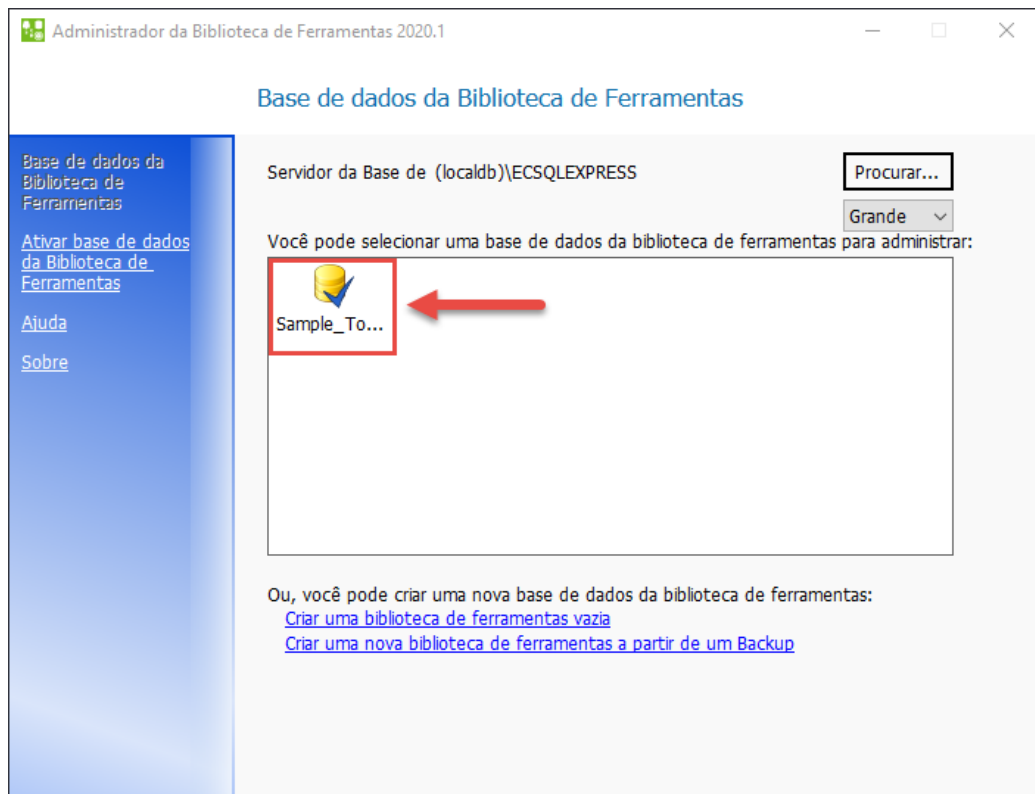 Administrador da Biblioteca de Ferramentas 2020.1
Base de dados da Biblioteca de Ferramentas
Base de dados da
Biblioteca de
Ferramentas
Ativar base de dados
da Biblioteca de
Ferramentas
Ajuda
Sobre
Servidor da Base de (localdb)\ECSQLEXPRESS
Procurar...
Grande
Você pode selecionar uma base de dados da biblioteca de ferramentas para administrar:
Sample_To...
Ou, você pode criar uma nova base de dados da biblioteca de ferramentas:
Criar uma biblioteca de ferramentas vazia
Criar uma nova biblioteca de ferramentas a partir de um Backup